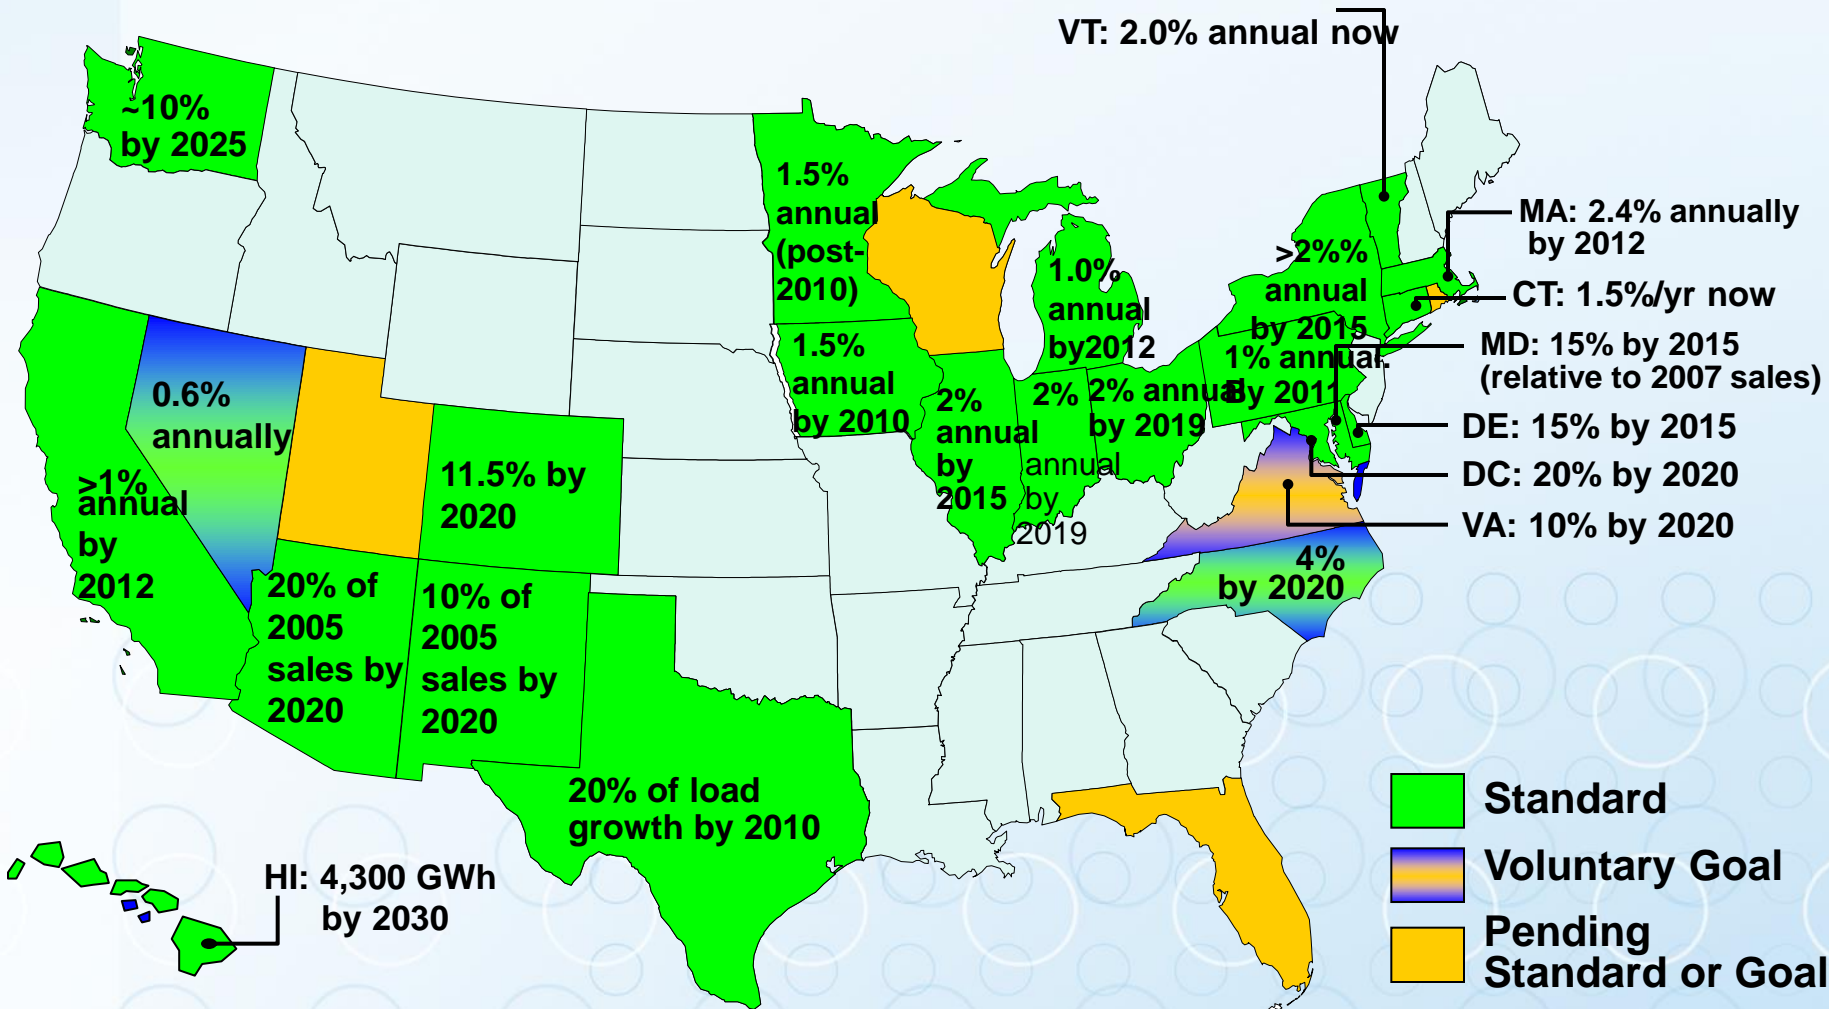 VT: 2.0% annual now
~10%
by 2025
1.5%
annual
(post-
2010)
MA: 2.4% annually
by 2012
>2%%
annual
by 2015
1.0%
annual
by2012
CT: 1.5%/yr now
MD: 15% by 2015
(relative to 2007 sales)
1.5%
annual
by 2010
1% annual.
By 2011
0.6%
annually
2%
annual
by
2015
2%
annual
by
2019
2% annual
by 2019
DE: 15% by 2015
>1%
annual
by
2012
11.5% by
2020
DC: 20% by 2020
VA: 10% by 2020
4%
by 2020
20% of
2005
sales by
2020
10% of
2005
sales by
2020
20% of load
growth by 2010
HI: 4,300 GWh
by 2030
Standard
Voluntary Goal
Pending
Standard or Goal